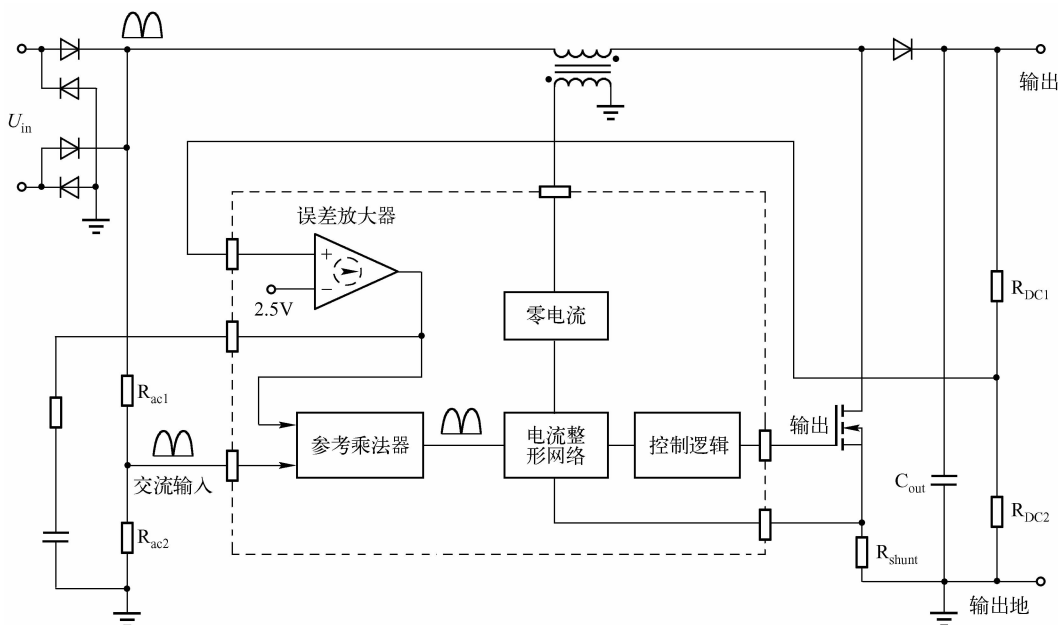 输出
U_in
误差放大器
+
−
2.5V
零电流
R_DC1
R_ac1
输出
参考乘法器
电流整
形网络
控制逻辑
交流输入
C_out
R_DC2
R_ac2
R_shunt
输出地